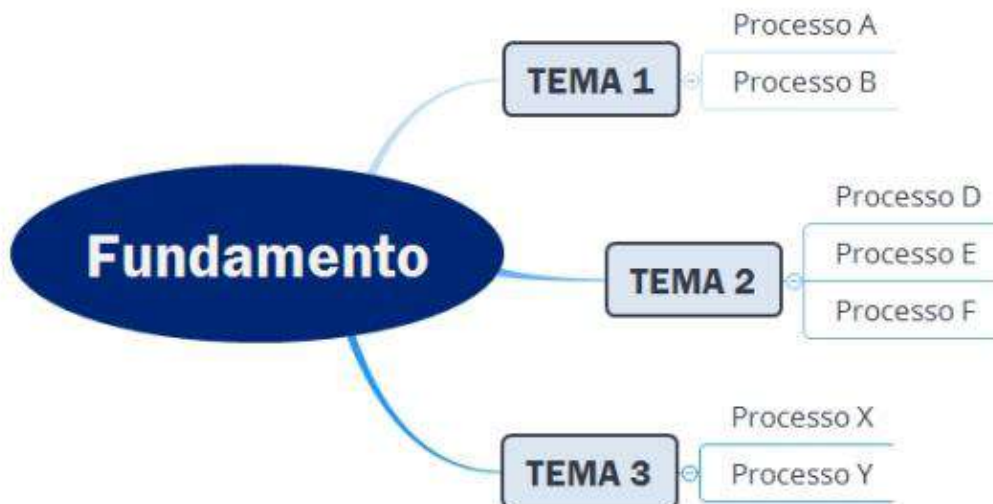 Fundamento
TEMA 1
Processo A
Processo B
TEMA 2
Processo D
Processo E
Processo F
TEMA 3
Processo X
Processo Y